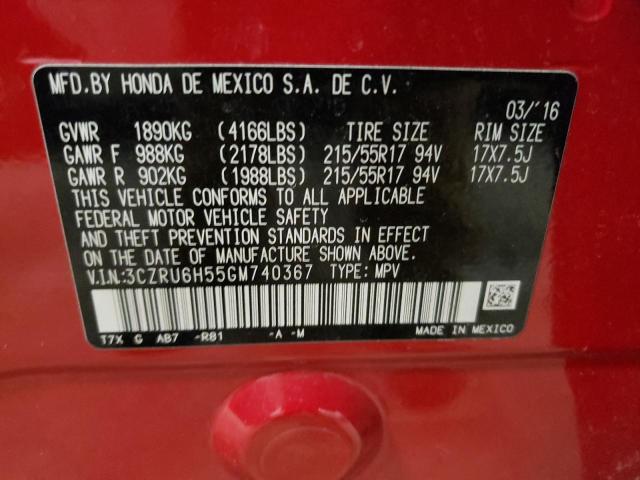 MFD.BY HONDA DE MEXICO S.A. DE C.V.
03/'16
GVWR 1890KG (4166LBS) TIRE SIZE RIM SIZE
GAWR F 988KG (2178LBS) 215/55R17 94V 17X7.5J
GAWR R 902KG (1988LBS) 215/55R17 94V 17X7.5J
THIS VEHICLE CONFORMS TO ALL APPLICABLE
FEDERAL MOTOR VEHICLE SAFETY
AND THEFT PREVENTION STANDARDS IN EFFECT
ON THE DATE OF MANUFACTURE SHOWN ABOVE.
V.I.N:3CZRU6H55GM740367 TYPE: MPV
T7X G AB7 -R81 -A -M MADE IN MEXICO